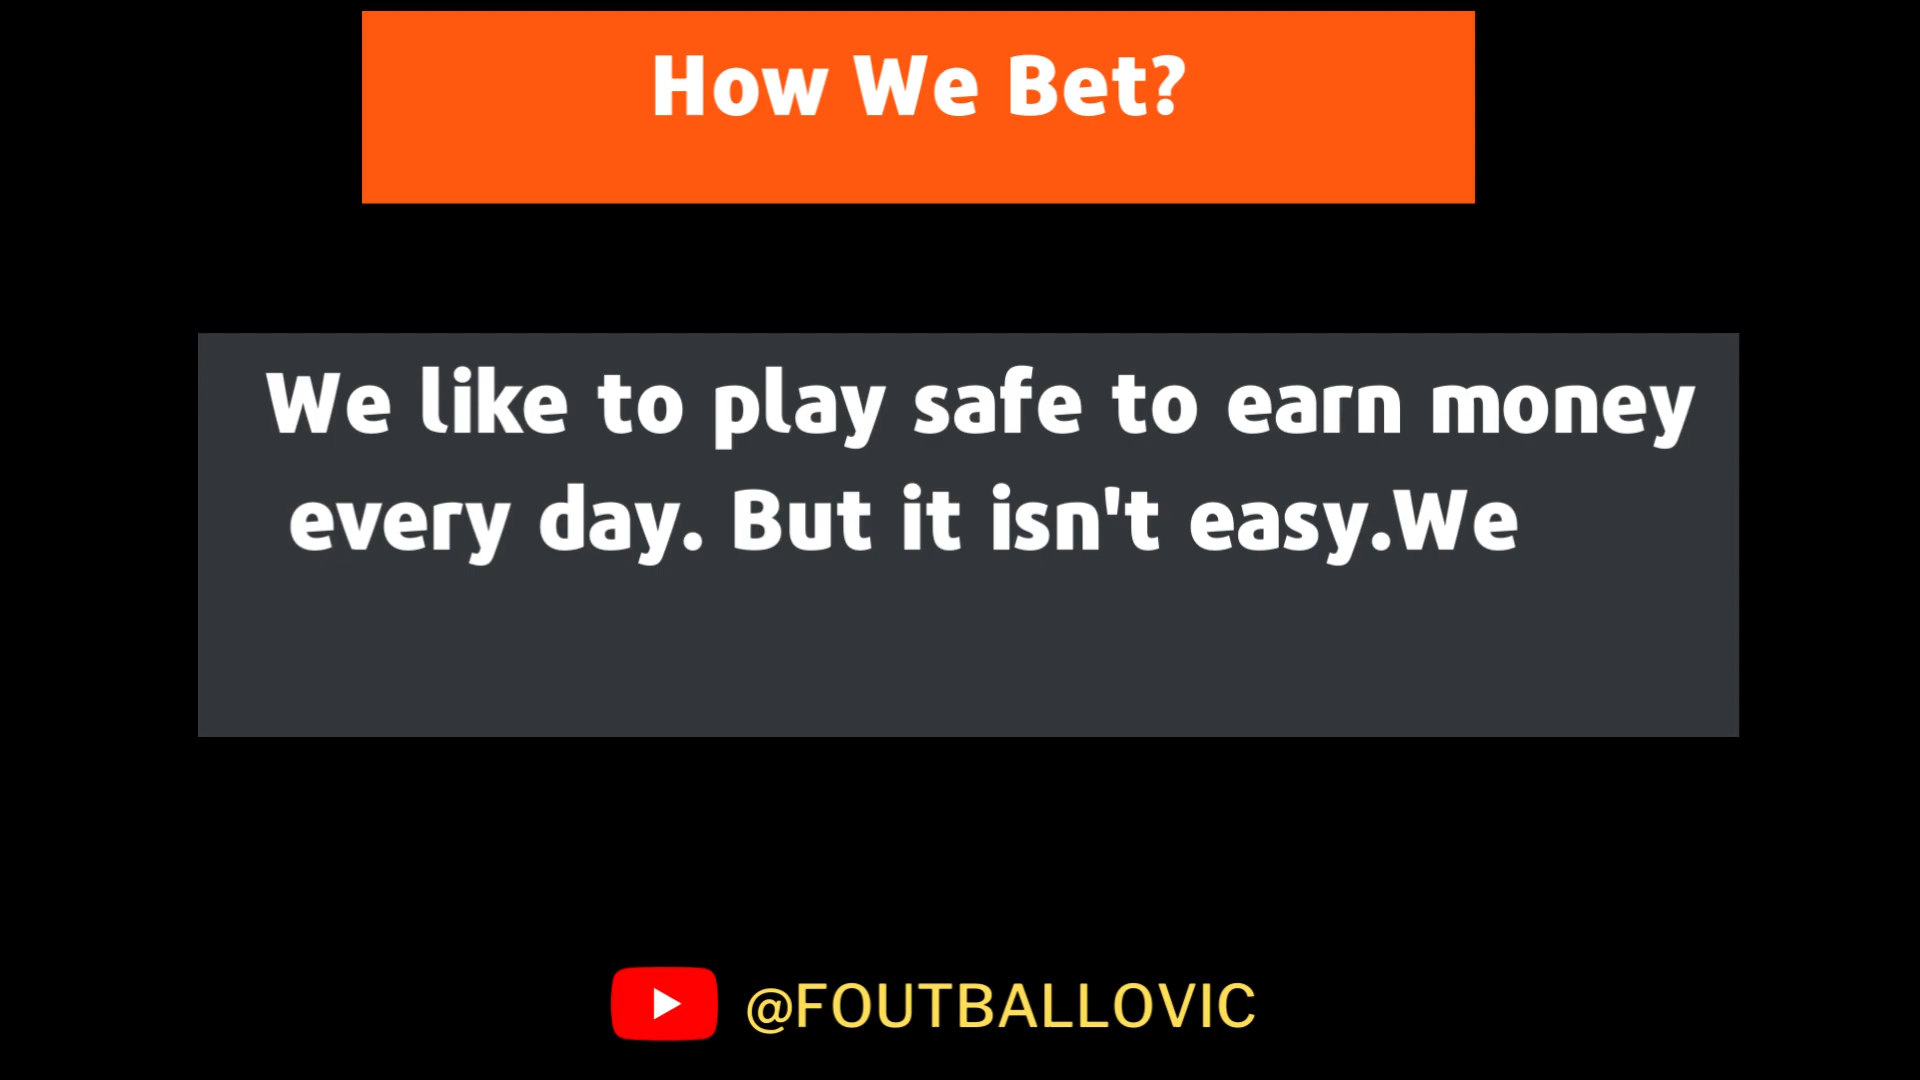 How We Bet?
We like to play safe to earn money
every day. But it isn't easy.We
@FOUTBALLOVIC